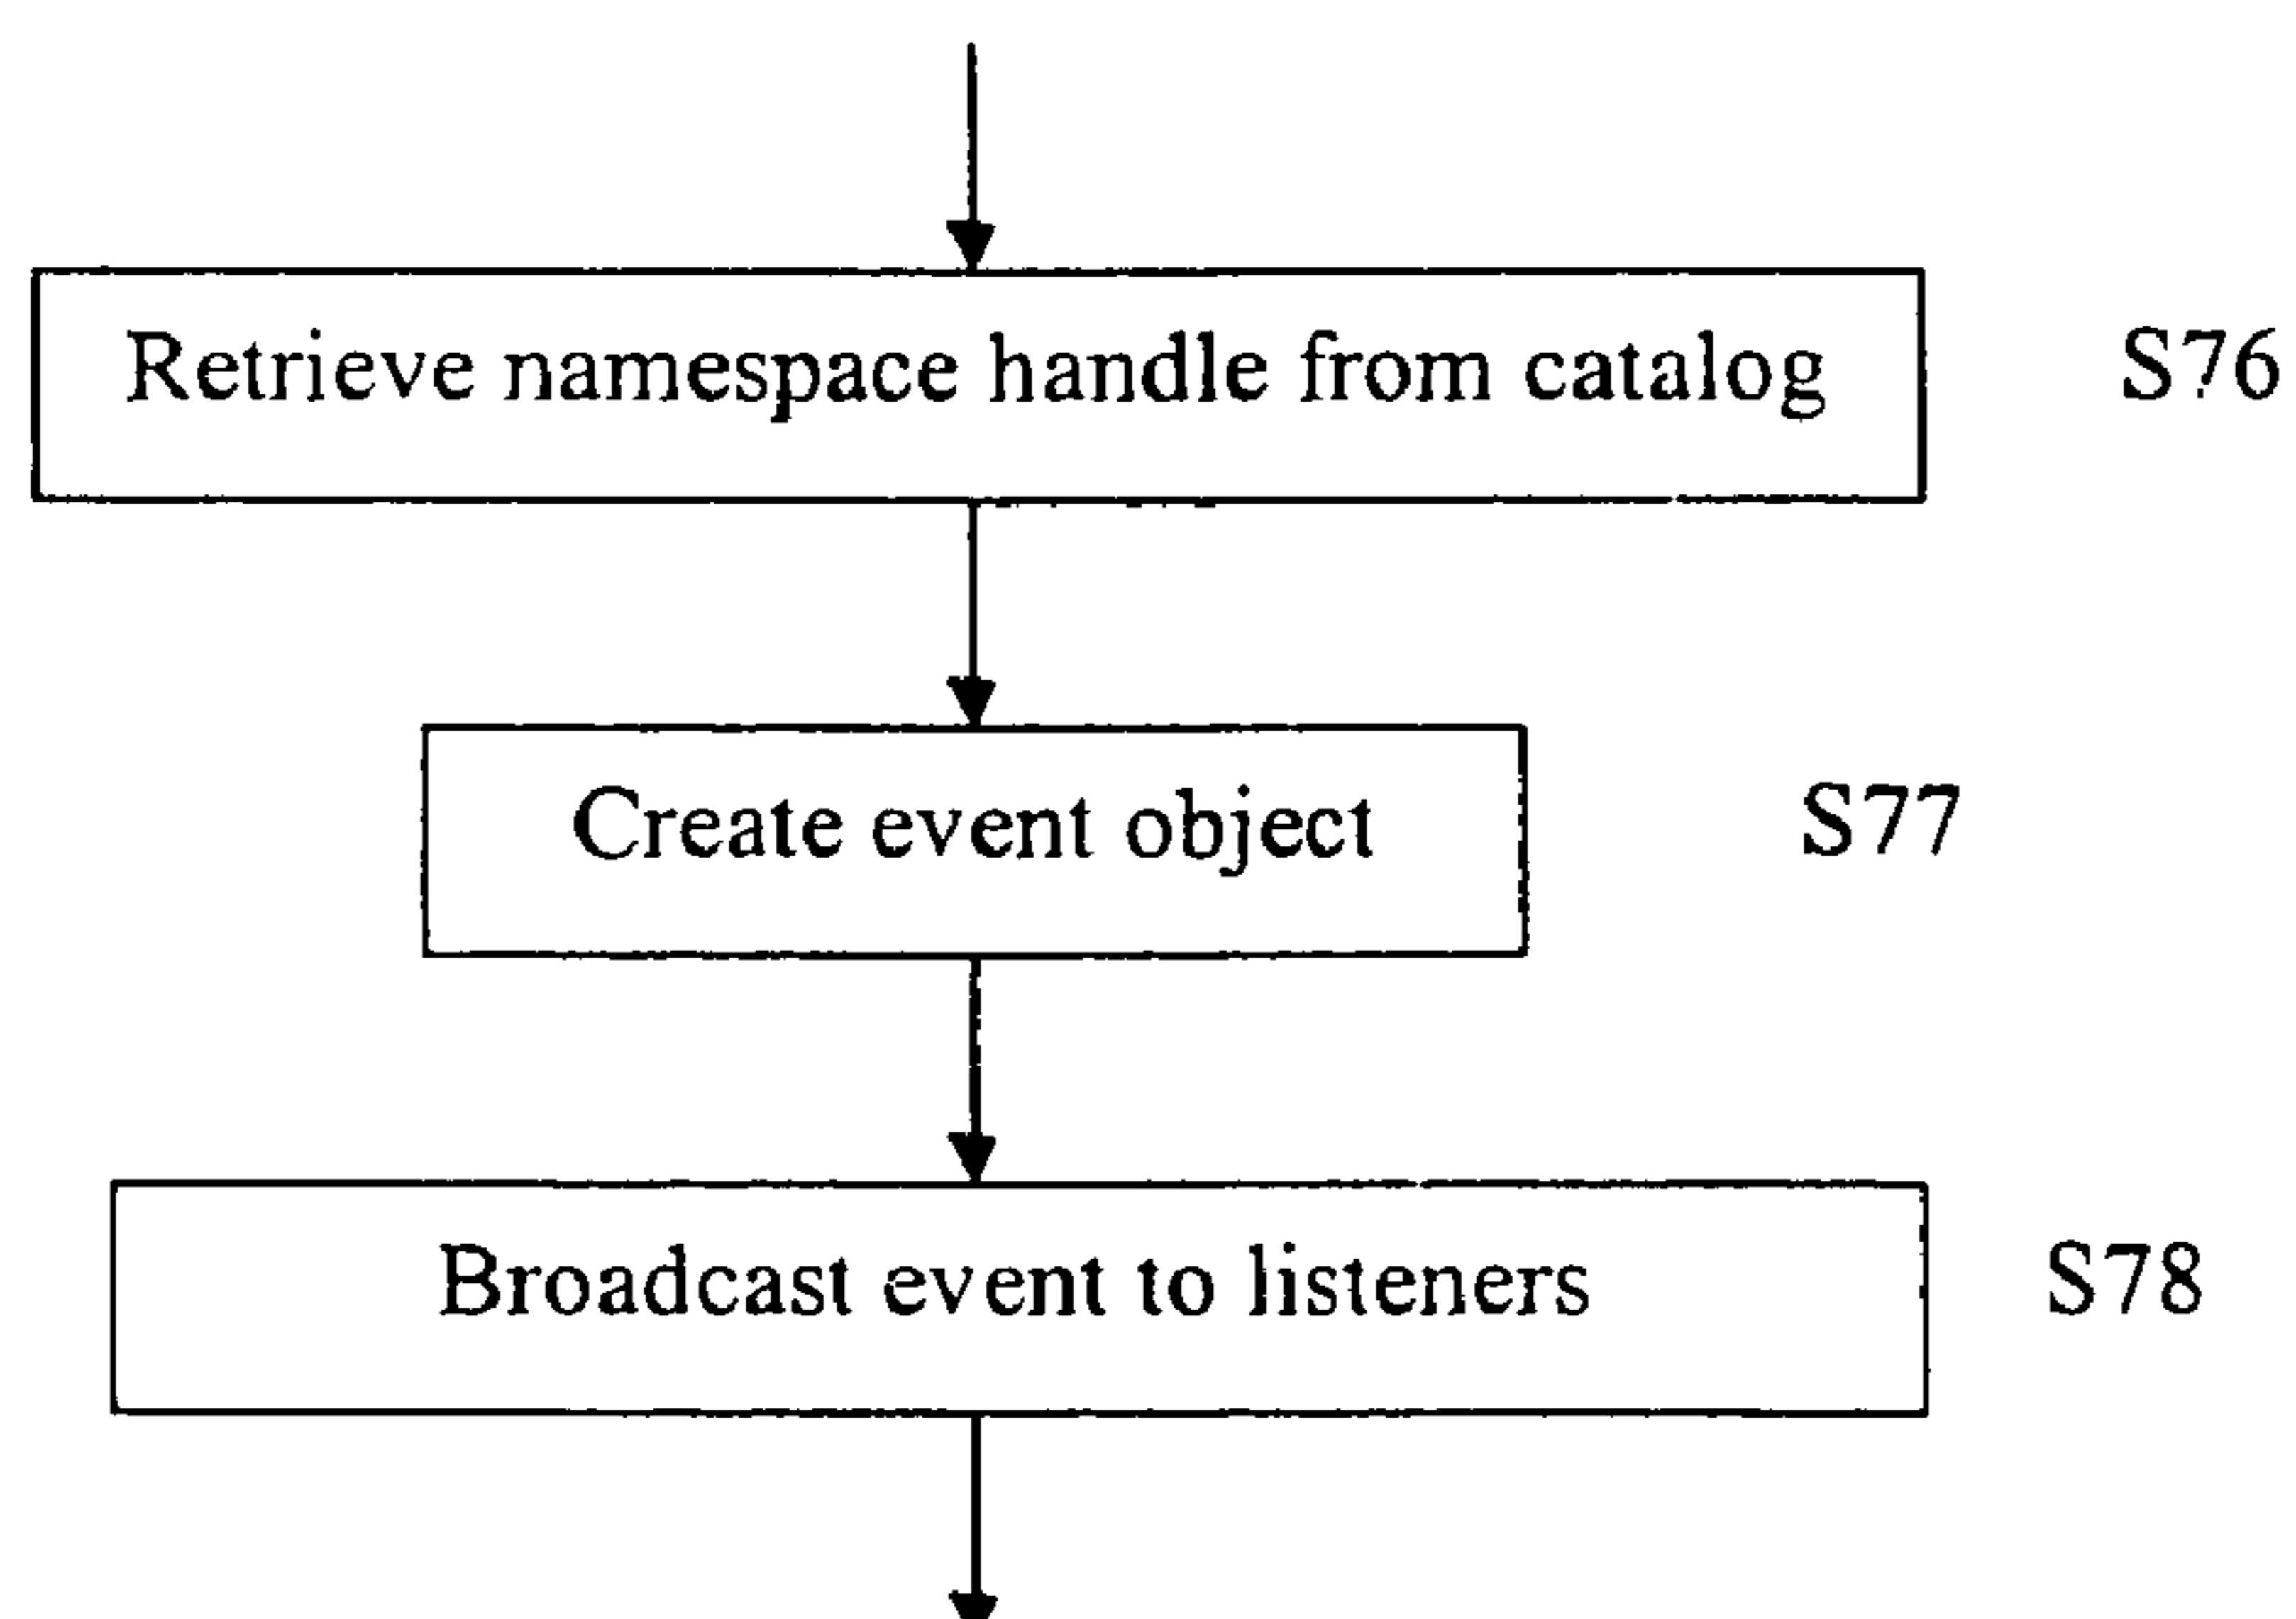 Retrieve namespace handle from catalog S76
Create event object S77
Broadcast event to listeners S78